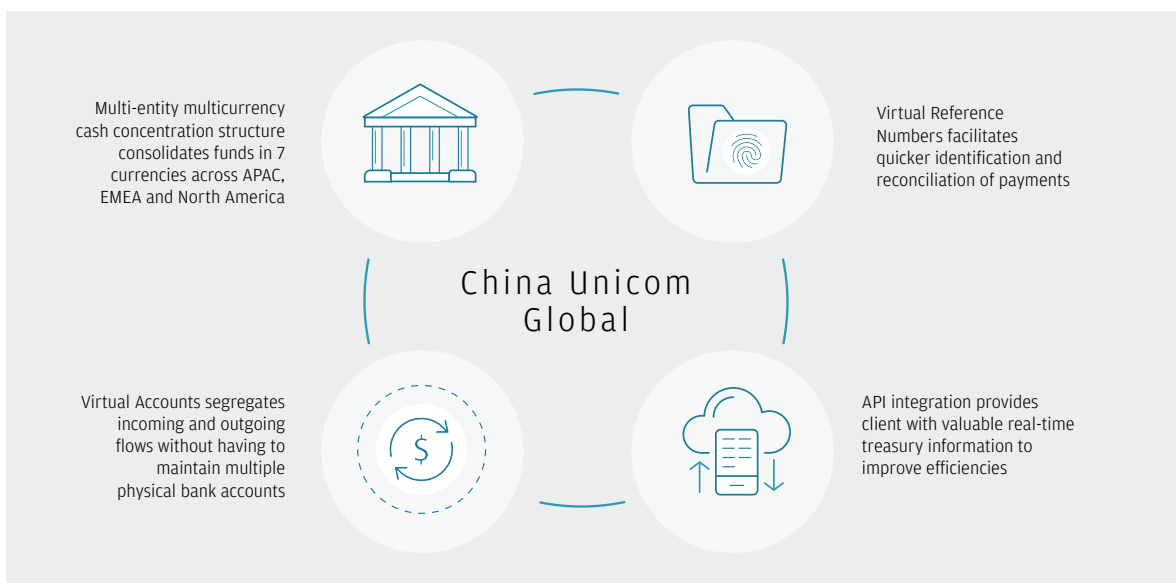 Multi-entity multicurrency
cash concentration structure
consolidates funds in 7
currencies across APAC,
EMEA and North America
Virtual Reference
Numbers facilitates
quicker identification and
reconciliation of payments
China Unicom
Global
Virtual Accounts segregates
incoming and outgoing
flows without having to
maintain multiple
physical bank accounts
$
API integration provides
client with valuable real-time
treasury information to
improve efficiencies